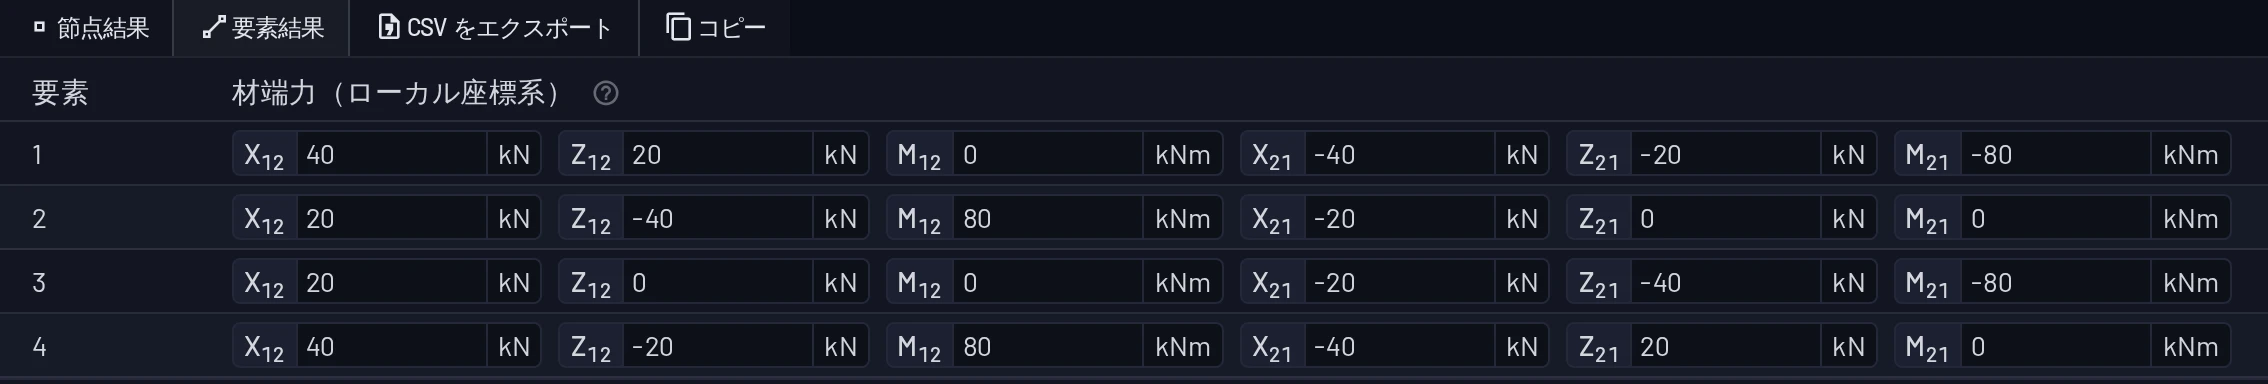 節点結果 要素結果 CSV をエクスポート コピー
要素 材端力（ローカル座標系） ?
1 X12 40 kN Z12 20 kN M12 0 kNm X21 -40 kN Z21 -20 kN M21 -80 kNm
2 X12 20 kN Z12 -40 kN M12 80 kNm X21 -20 kN Z21 0 kN M21 0 kNm
3 X12 20 kN Z12 0 kN M12 0 kNm X21 -20 kN Z21 -40 kN M21 -80 kNm
4 X12 40 kN Z12 -20 kN M12 80 kNm X21 -40 kN Z21 20 kN M21 0 kNm